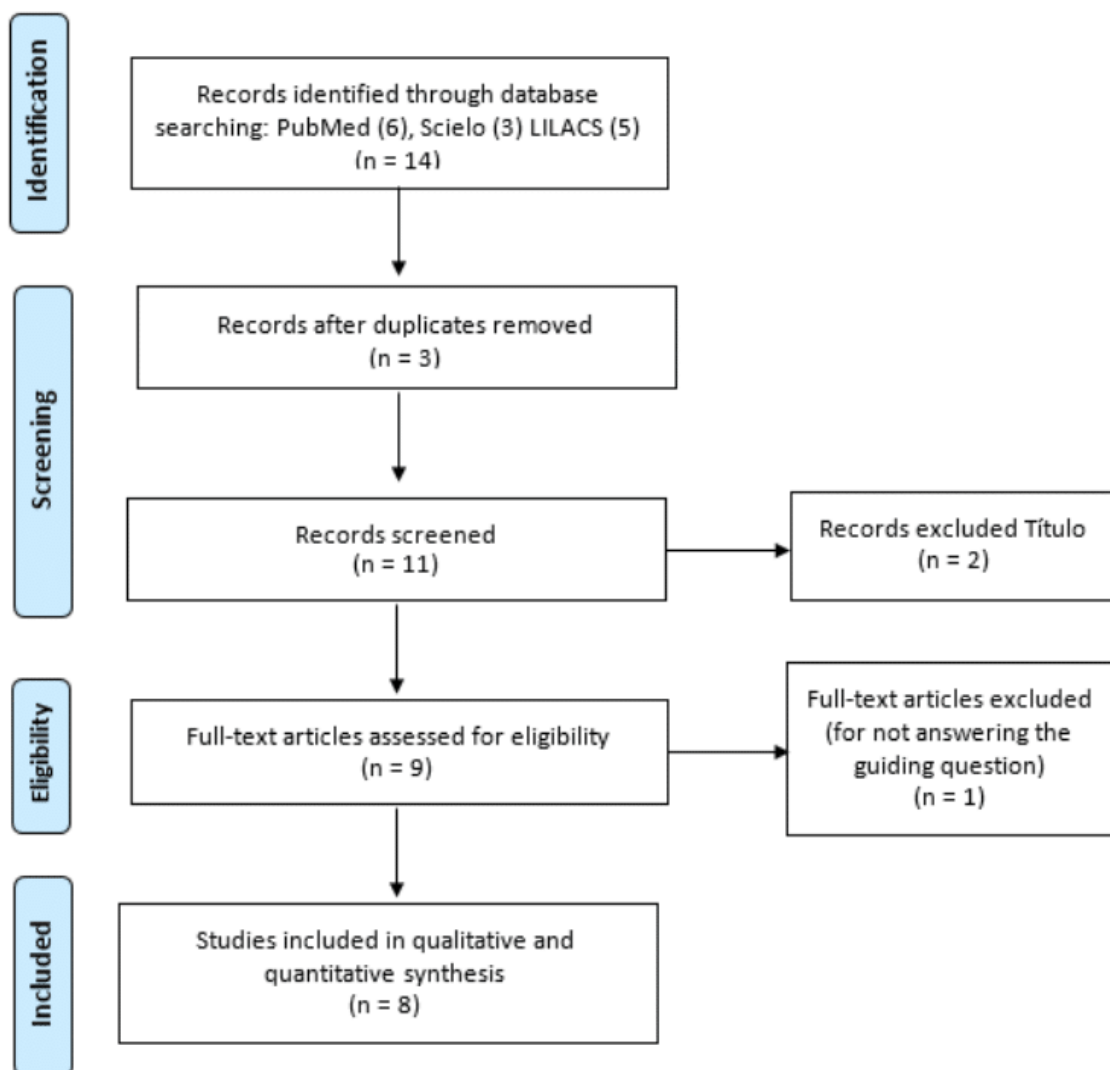 Identification
Records identified through database
searching: PubMed (6), Scielo (3) LILACS (5)
(n = 14)
Screening
Records after duplicates removed
(n = 3)
Records screened
(n = 11)
Records excluded Título
(n = 2)
Eligibility
Full-text articles assessed for eligibility
(n = 9)
Full-text articles excluded
(for not answering the
guiding question)
(n = 1)
Included
Studies included in qualitative and
quantitative synthesis
(n = 8)